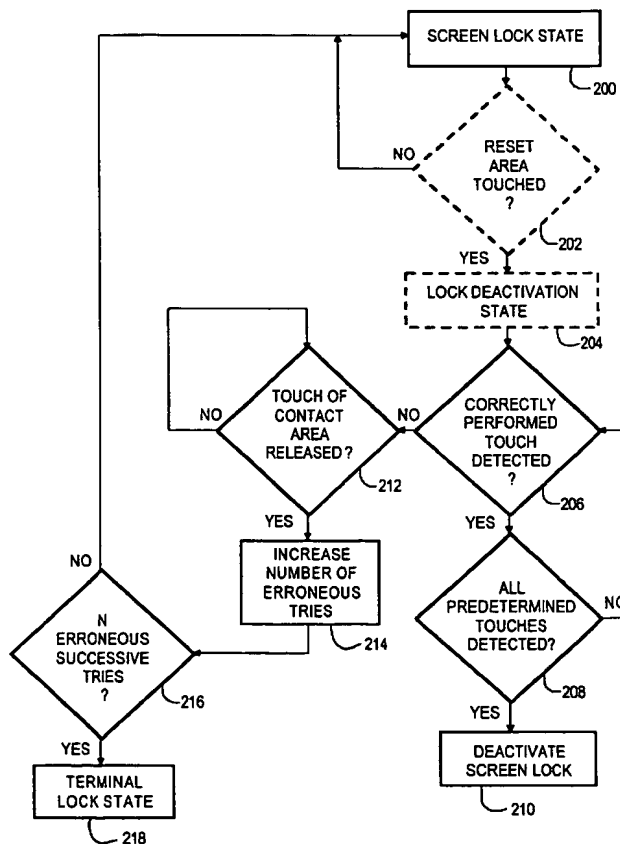 SCREEN LOCK STATE
200
RESET
AREA
TOUCHED
?
NO
202
YES
LOCK DEACTIVATION
STATE
204
CORRECTLY
PERFORMED
TOUCH
DETECTED
?
NO
206
YES
TOUCH OF
CONTACT
AREA
RELEASED ?
NO
212
YES
INCREASE
NUMBER OF
ERRONEOUS
TRIES
214
ALL
PREDETERMINED
TOUCHES
DETECTED?
NO
208
YES
DEACTIVATE
SCREEN LOCK
210
N
ERRONEOUS
SUCCESSIVE
TRIES
?
NO
216
YES
TERMINAL
LOCK STATE
218